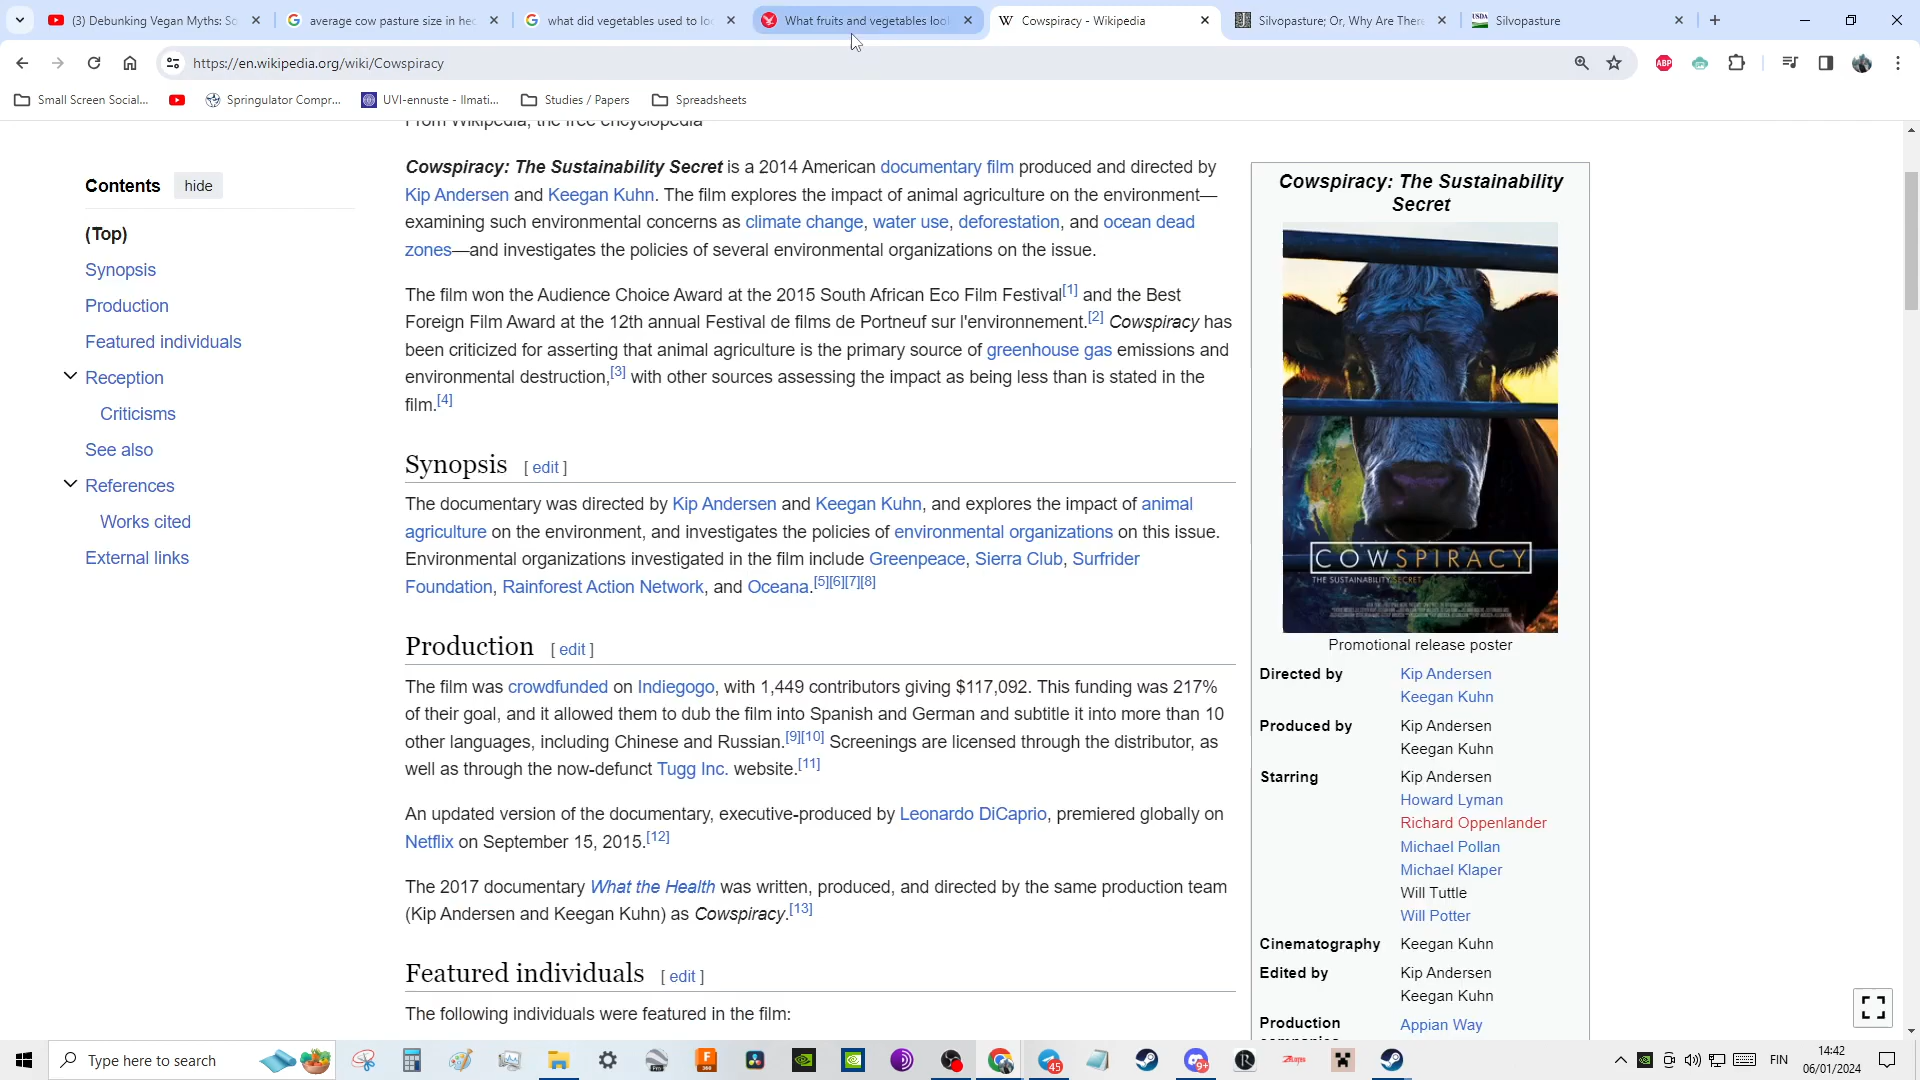 (3) Debunking Vegan Myths: So
average cow pasture size in hec
what did vegetables used to lo
What fruits and vegetables look
Cowspiracy - Wikipedia
Silvopasture; Or, Why Are There
Silvopasture
https://en.wikipedia.org/wiki/Cowspiracy
ABP
Small Screen Social...
Springulator Compr...
UVI-ennuste - Ilmati...
Studies / Papers
Spreadsheets
From Wikipedia, the free encyclopedia
Contents hide
(Top)
Synopsis
Production
Featured individuals
Reception
Criticisms
See also
References
Works cited
External links
Cowspiracy: The Sustainability Secret is a 2014 American documentary film produced and directed by
Kip Andersen and Keegan Kuhn. The film explores the impact of animal agriculture on the environment—
examining such environmental concerns as climate change, water use, deforestation, and ocean dead
zones—and investigates the policies of several environmental organizations on the issue.
The film won the Audience Choice Award at the 2015 South African Eco Film Festival[1] and the Best
Foreign Film Award at the 12th annual Festival de films de Portneuf sur l'environnement.[2] Cowspiracy has
been criticized for asserting that animal agriculture is the primary source of greenhouse gas emissions and
environmental destruction,[3] with other sources assessing the impact as being less than is stated in the
film.[4]
Synopsis [ edit ]
The documentary was directed by Kip Andersen and Keegan Kuhn, and explores the impact of animal
agriculture on the environment, and investigates the policies of environmental organizations on this issue.
Environmental organizations investigated in the film include Greenpeace, Sierra Club, Surfrider
Foundation, Rainforest Action Network, and Oceana.[5][6][7][8]
Production [ edit ]
The film was crowdfunded on Indiegogo, with 1,449 contributors giving $117,092. This funding was 217%
of their goal, and it allowed them to dub the film into Spanish and German and subtitle it into more than 10
other languages, including Chinese and Russian.[9][10] Screenings are licensed through the distributor, as
well as through the now-defunct Tugg Inc. website.[11]
An updated version of the documentary, executive-produced by Leonardo DiCaprio, premiered globally on
Netflix on September 15, 2015.[12]
The 2017 documentary What the Health was written, produced, and directed by the same production team
(Kip Andersen and Keegan Kuhn) as Cowspiracy.[13]
Featured individuals [ edit ]
The following individuals were featured in the film:
Cowspiracy: The Sustainability
Secret
COWSPIRACY
THE SUSTAINABILITY SECRET
Promotional release poster
Directed by Kip Andersen
Keegan Kuhn
Produced by Kip Andersen
Keegan Kuhn
Starring Kip Andersen
Howard Lyman
Richard Oppenlander
Michael Pollan
Michael Klaper
Will Tuttle
Will Potter
Cinematography Keegan Kuhn
Edited by Kip Andersen
Keegan Kuhn
Production Appian Way
companies
Type here to search
FIN
14:42
06/01/2024